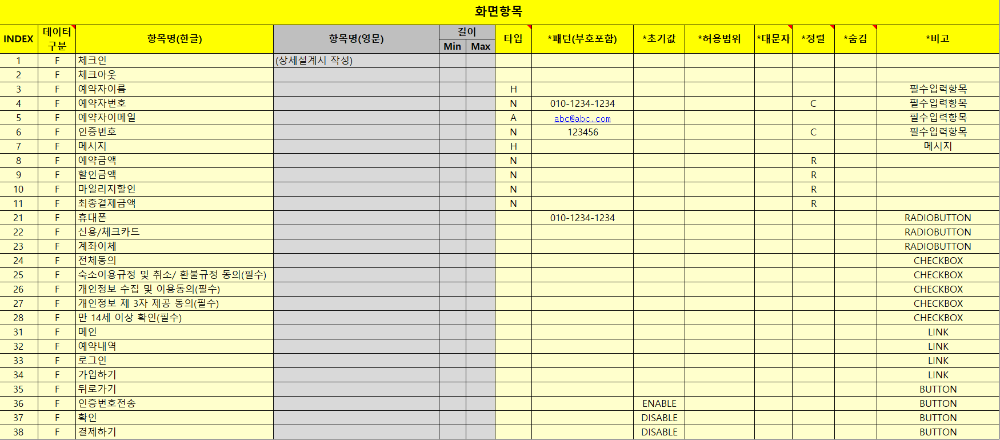 화면항목
INDEX 데이터 구분 항목명(한글) 항목명(영문) 길이 Min Max 타입 *패턴(부호포함) *초기값 *허용범위 *대문자 *정렬 *숨김 *비고
1 F 체크인 (상세설계시 작성)
2 F 체크아웃
3 F 예약자이름 H 필수입력항목
4 F 예약자번호 N 010-1234-1234 C 필수입력항목
5 F 예약자이메일 A abc@abc.com 필수입력항목
6 F 인증번호 N 123456 C 필수입력항목
7 F 메시지 H 메시지
8 F 예약금액 N R
9 F 할인금액 N R
10 F 마일리지할인 N R
11 F 최종결제금액 N R
21 F 휴대폰 010-1234-1234 RADIOBUTTON
22 F 신용/체크카드 RADIOBUTTON
23 F 계좌이체 RADIOBUTTON
24 F 전체동의 CHECKBOX
25 F 숙소이용규정 및 취소/ 환불규정 동의(필수) CHECKBOX
26 F 개인정보 수집 및 이용동의(필수) CHECKBOX
27 F 개인정보 제 3자 제공 동의(필수) CHECKBOX
28 F 만 14세 이상 확인(필수) CHECKBOX
31 F 메인 LINK
32 F 예약내역 LINK
33 F 로그인 LINK
34 F 가입하기 LINK
35 F 뒤로가기 BUTTON
36 F 인증번호전송 ENABLE BUTTON
37 F 확인 DISABLE BUTTON
38 F 결제하기 DISABLE BUTTON